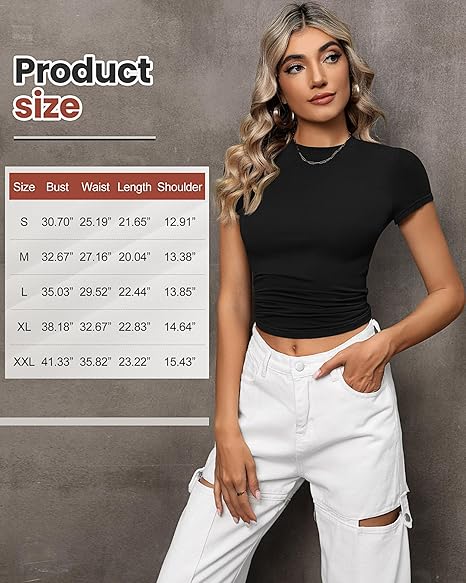 Product
size
Size Bust Waist Length Shoulder
S 30.70" 25.19" 21.65" 12.91"
M 32.67" 27.16" 20.04" 13.38"
L 35.03" 29.52" 22.44" 13.85"
XL 38.18" 32.67" 22.83" 14.64"
XXL 41.33" 35.82" 23.22" 15.43"